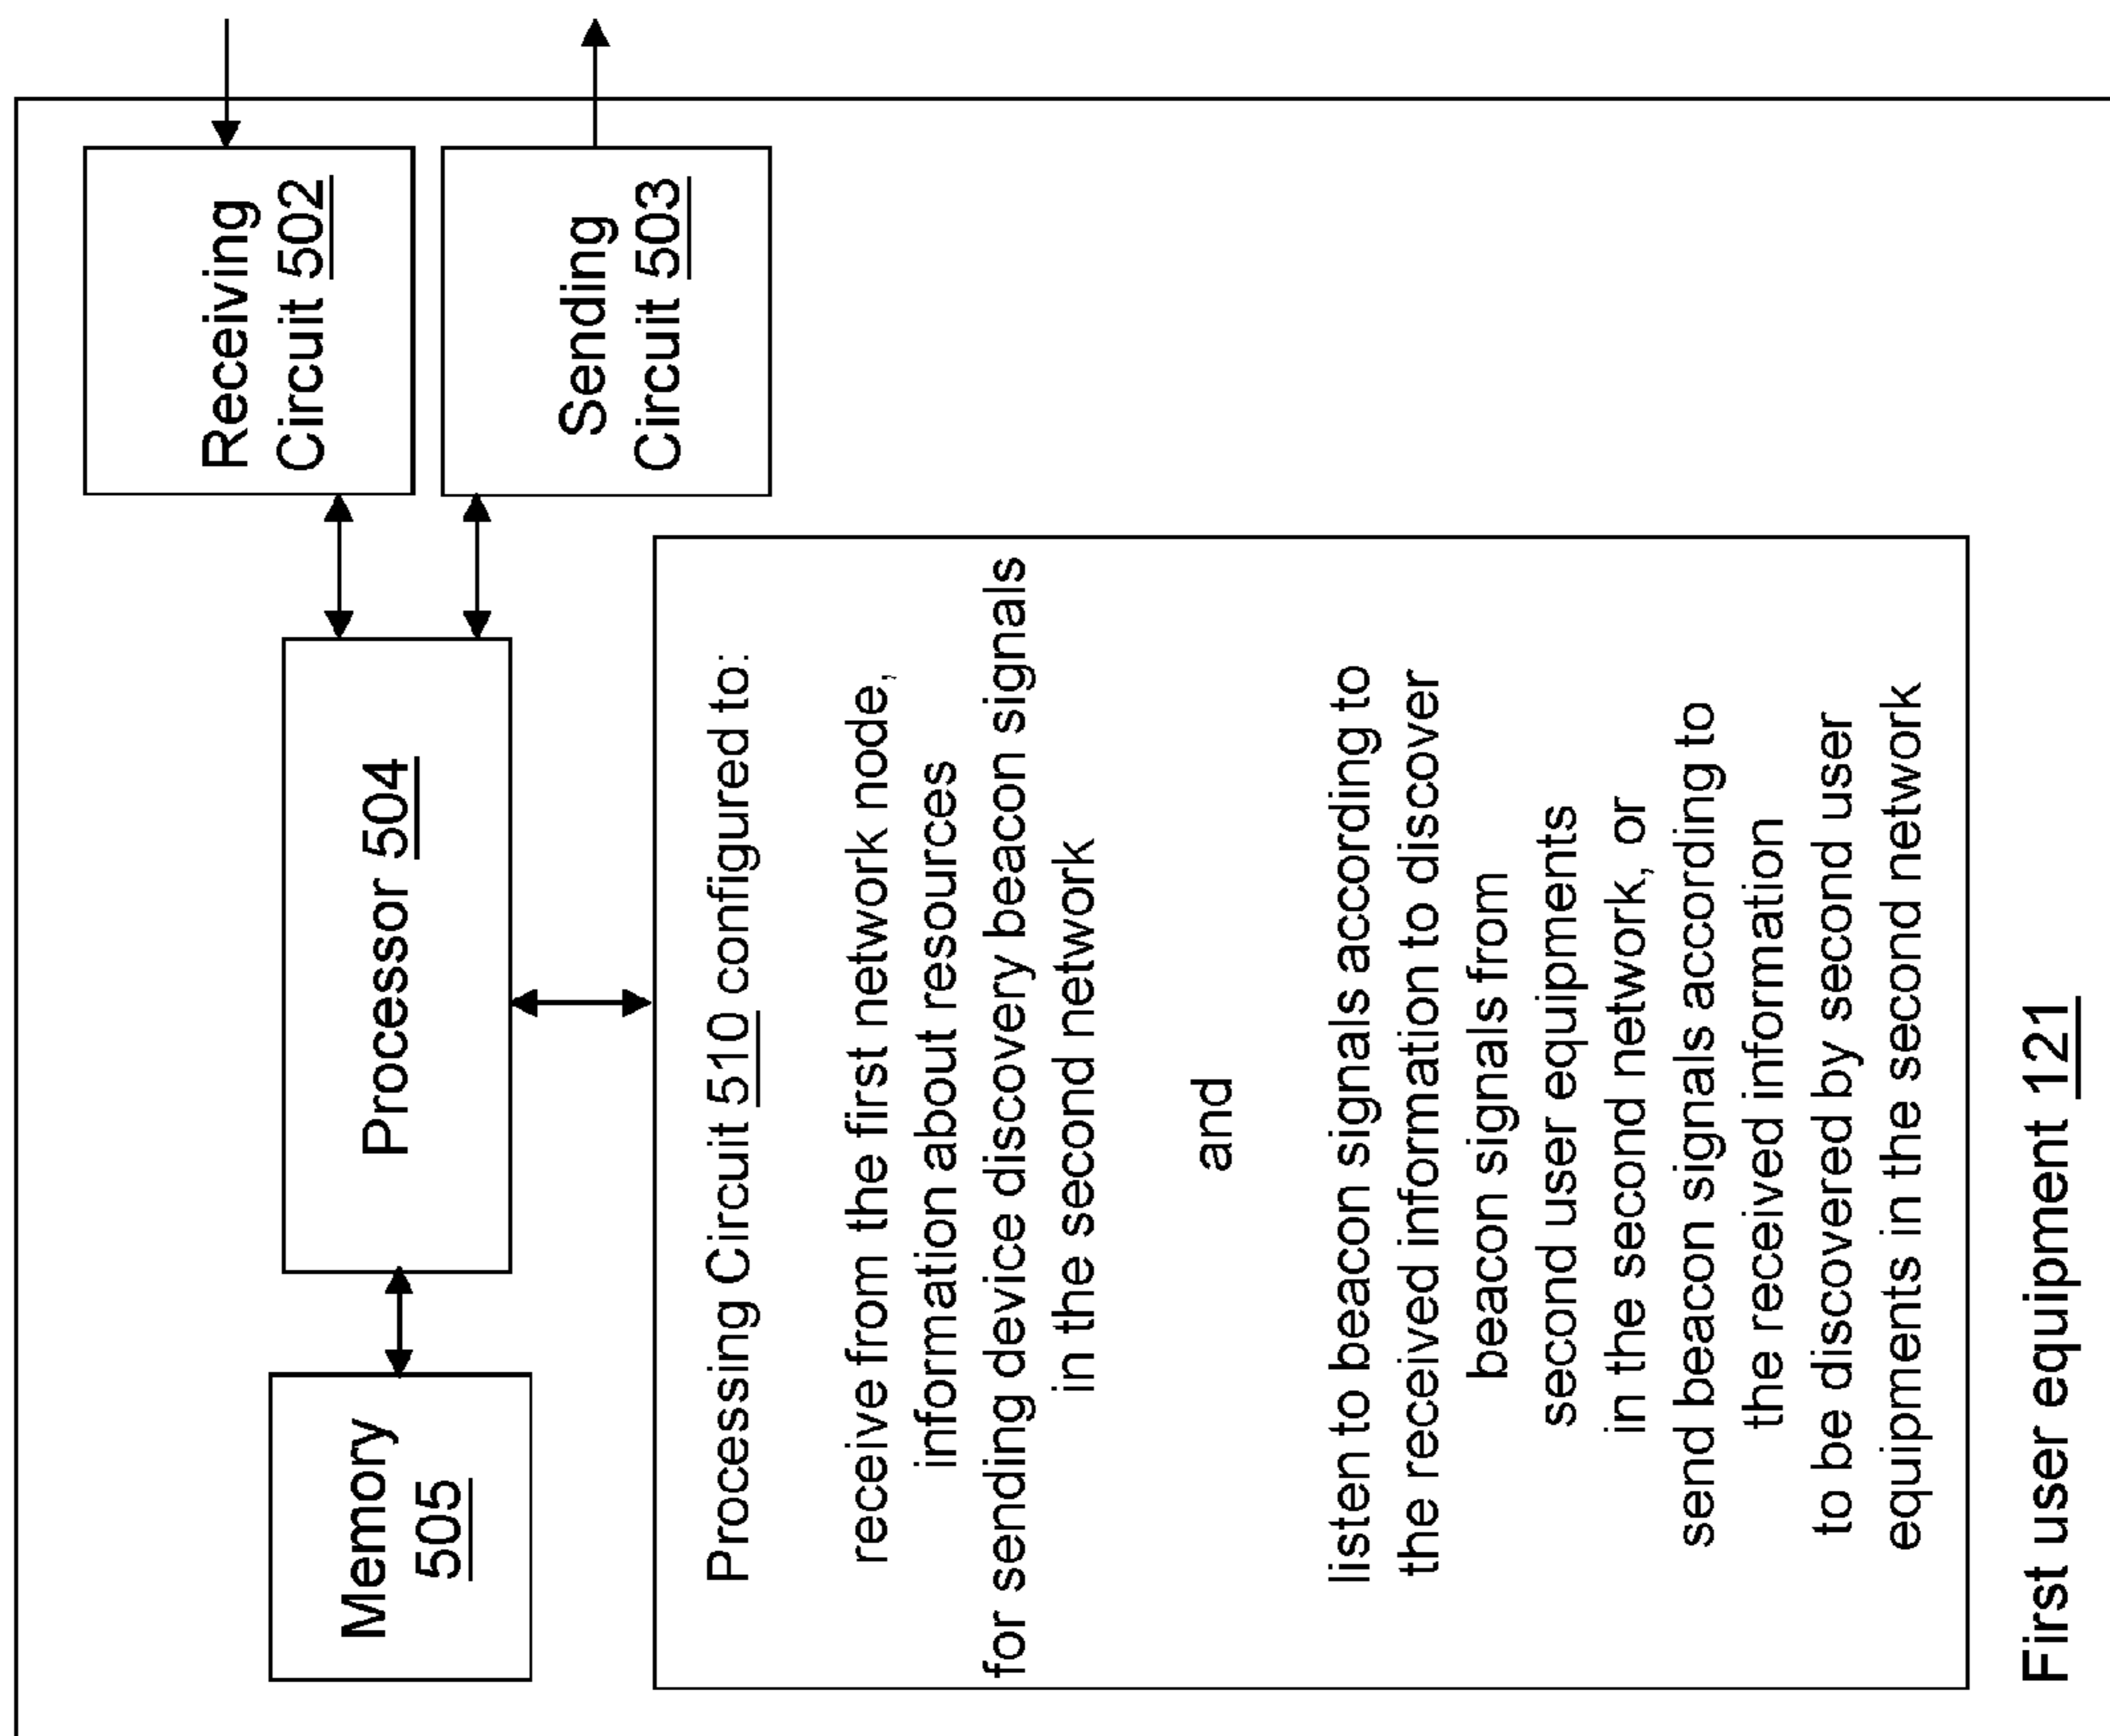 Receiving
Circuit 502
Sending
Circuit 503
Processor 504
Memory
505
Processing Circuit 510 configured to:
receive from the first network node,
information about resources
for sending device discovery beacon signals
in the second network
and
listen to beacon signals according to
the received information to discover
beacon signals from
second user equipments
in the second network, or
send beacon signals according to
the received information
to be discovered by second user
equipments in the second network
First user equipment 121